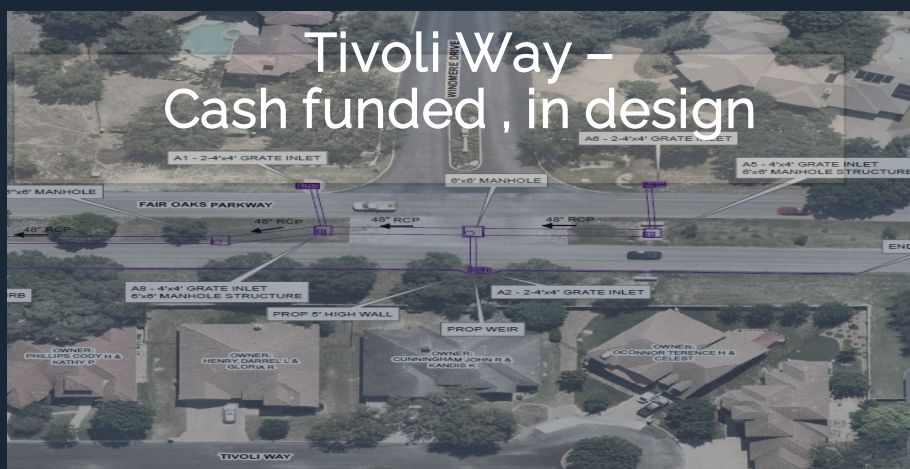 Tivoli Way –
Cash funded , in design
WINDMERE DRIVE
A1 - 2-4'x4' GRATE INLET
A6 - 2-4'x4' GRATE INLET
A5 - 4'x4' GRATE INLET
6'x6' MANHOLE STRUCTURE
6'x6' MANHOLE
6'x6' MANHOLE
FAIR OAKS PARKWAY
48" RCP
48" RCP
48" RCP
48" RCP
END
A8 - 4'x4' GRATE INLET
6'x6' MANHOLE STRUCTURE
A2 - 2-4'x4' GRATE INLET
URB
PROP 5' HIGH WALL
PROP WEIR
OWNER:
PHILLIPS CODY H &
KATHY P
OWNER:
HENRY DARREL L &
GLORIA R
OWNER:
CUNNINGHAM JOHN R &
KANDIS K
OWNER:
OCONNOR TERENCE H &
CELEST
TIVOLI WAY